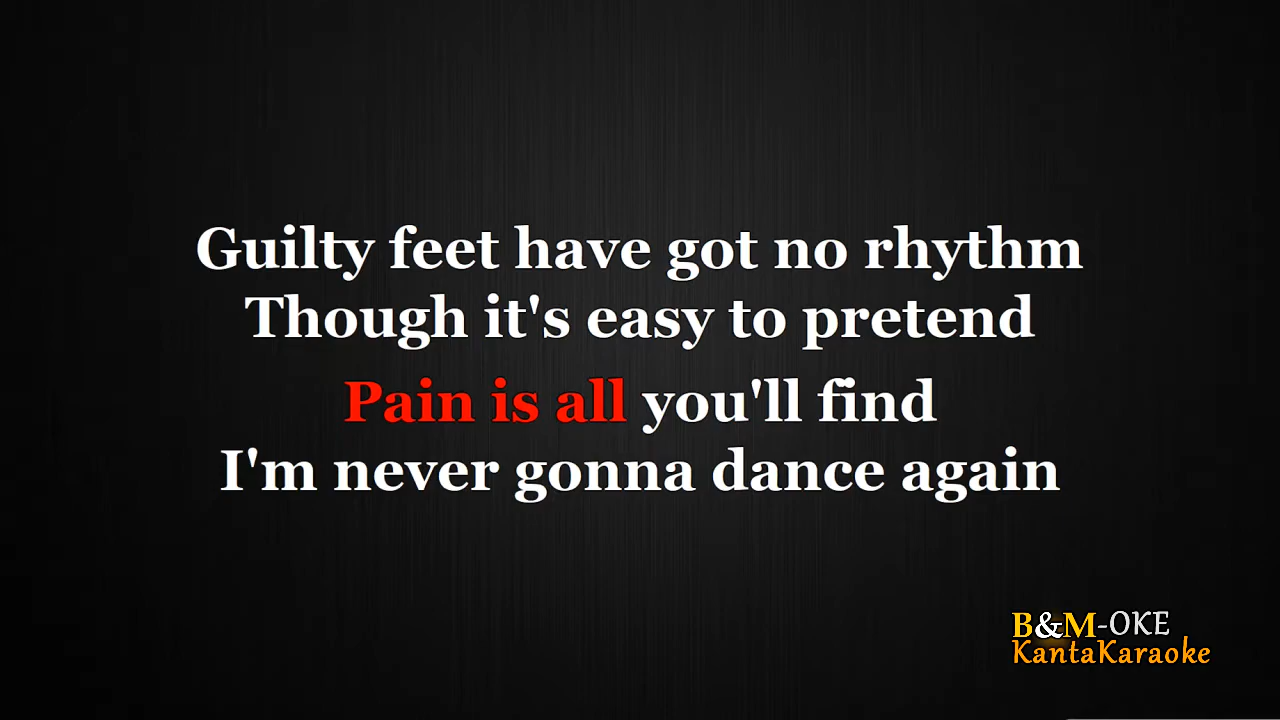 Guilty feet have got no rhythm
Though it's easy to pretend
Pain is all you'll find
I'm never gonna dance again
B&M-OKE
KantaKaraoke